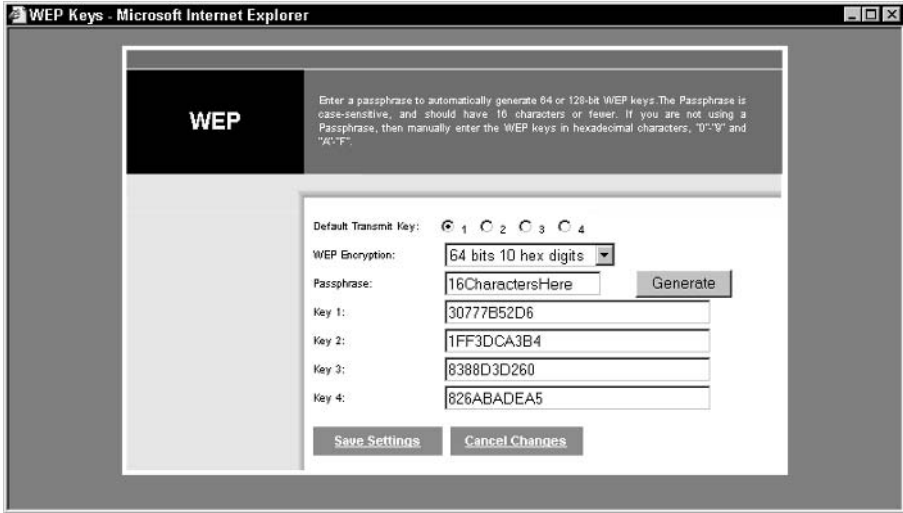 WEP Keys - Microsoft Internet Explorer
WEP
Enter a passphrase to automatically generate 64 or 128-bit WEP keys.The Passphrase is
case-sensitive, and should have 16 characters or fewer. If you are not using a
Passphrase, then manually enter the WEP keys in hexadecimal characters, "0"-"9" and
"A"-"F".
Default Transmit Key: 1 2 3 4
WEP Encryption: 64 bits 10 hex digits
Passphrase: 16CharactersHere Generate
Key 1: 30777B52D6
Key 2: 1FF3DCA3B4
Key 3: 8388D3D260
Key 4: 826ABADEA5
Save Settings Cancel Changes